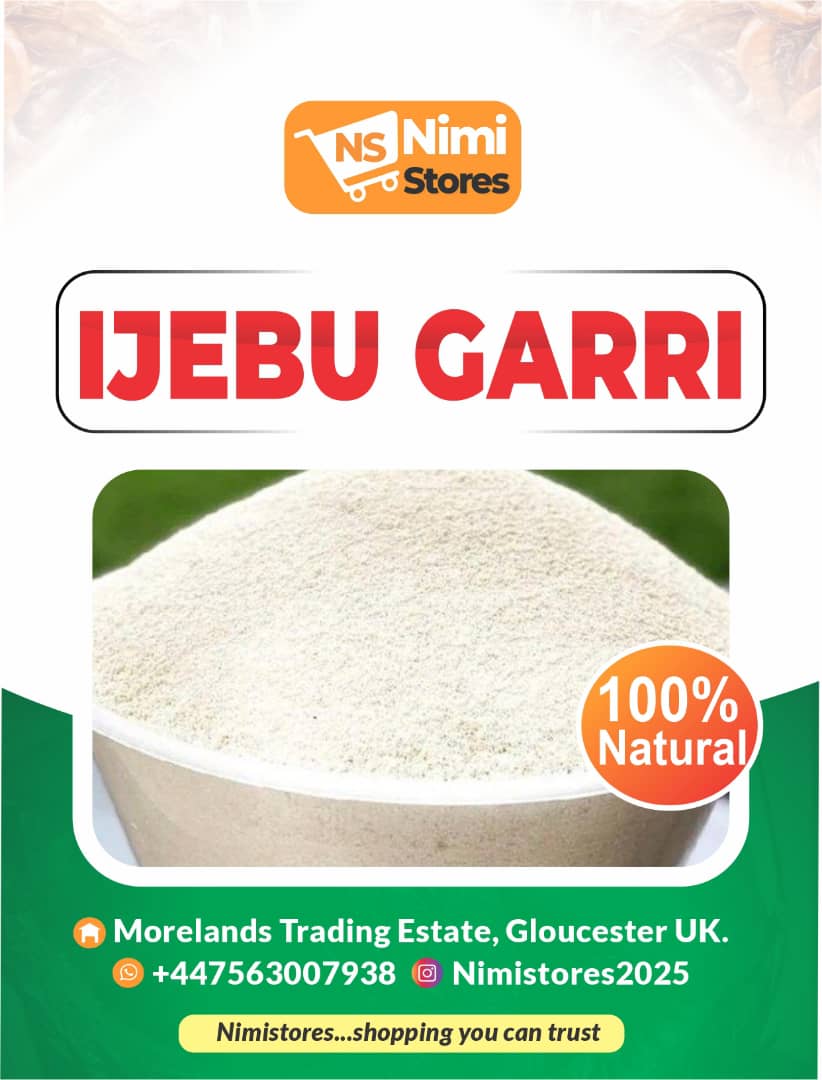 NS Nimi
Stores
IJEBU GARRI
100%
Natural
Morelands Trading Estate, Gloucester UK.
+447563007938 Nimistores2025
Nimistores...shopping you can trust